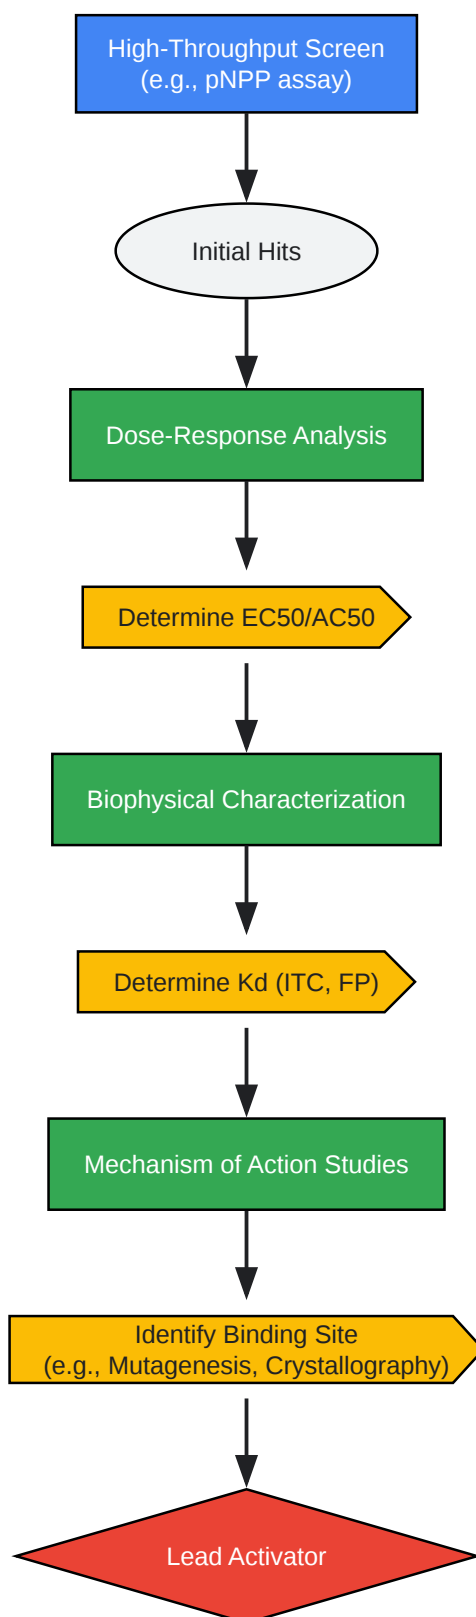 High-Throughput Screen
(e.g., pNPP assay)
Initial Hits
Dose-Response Analysis
Determine EC50/AC50
Biophysical Characterization
Determine Kd (ITC, FP)
Mechanism of Action Studies
Identify Binding Site
(e.g., Mutagenesis, Crystallography)
Lead Activator